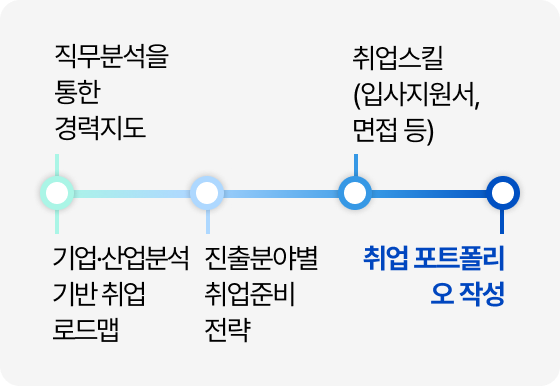 직무분석을
통한
경력지도
취업스킬
(입사지원서,
면접 등)
기업·산업분석
기반 취업
로드맵
진출분야별
취업준비
전략
취업 포트폴리
오 작성